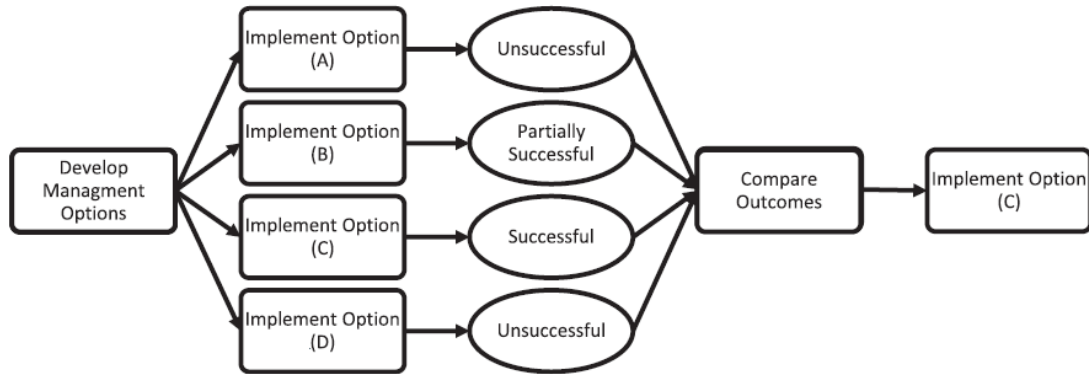 Develop
Managment
Options
Implement Option
(A)
Unsuccessful
Implement Option
(B)
Partially
Successful
Implement Option
(C)
Successful
Implement Option
(D)
Unsuccessful
Compare
Outcomes
Implement Option
(C)